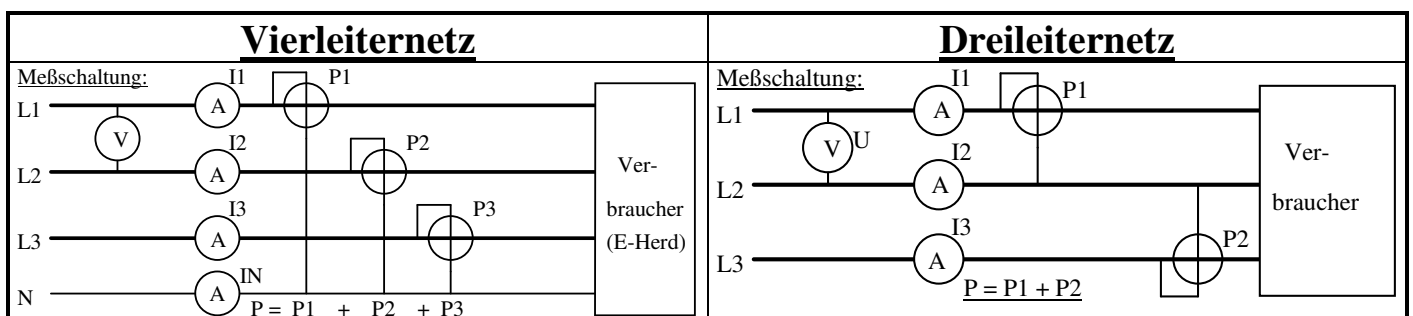 Vierleiternetz
Meßschaltung:
I1
P1
L1
A
V
I2
P2
L2
A
Ver-
I3
P3
braucher
L3
A
(E-Herd)
IN
N
A
P = P1 + P2 + P3
Dreileiternetz
Meßschaltung:
I1
P1
L1
A
V U
I2
Ver-
L2
A
braucher
I3
P2
L3
A
P = P1 + P2